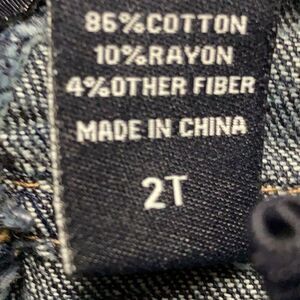 86%COTTON
10%RAYON
4%OTHER FIBER
MADE IN CHINA
2T